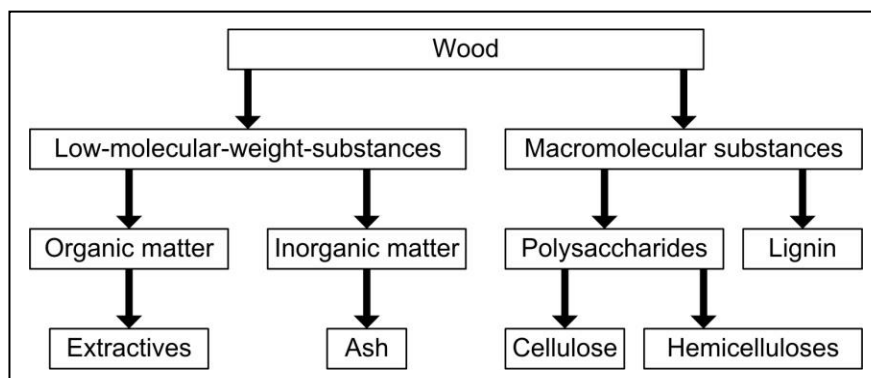 Wood
Low-molecular-weight-substances
Macromolecular substances
Organic matter
Inorganic matter
Polysaccharides
Lignin
Extractives
Ash
Cellulose
Hemicelluloses